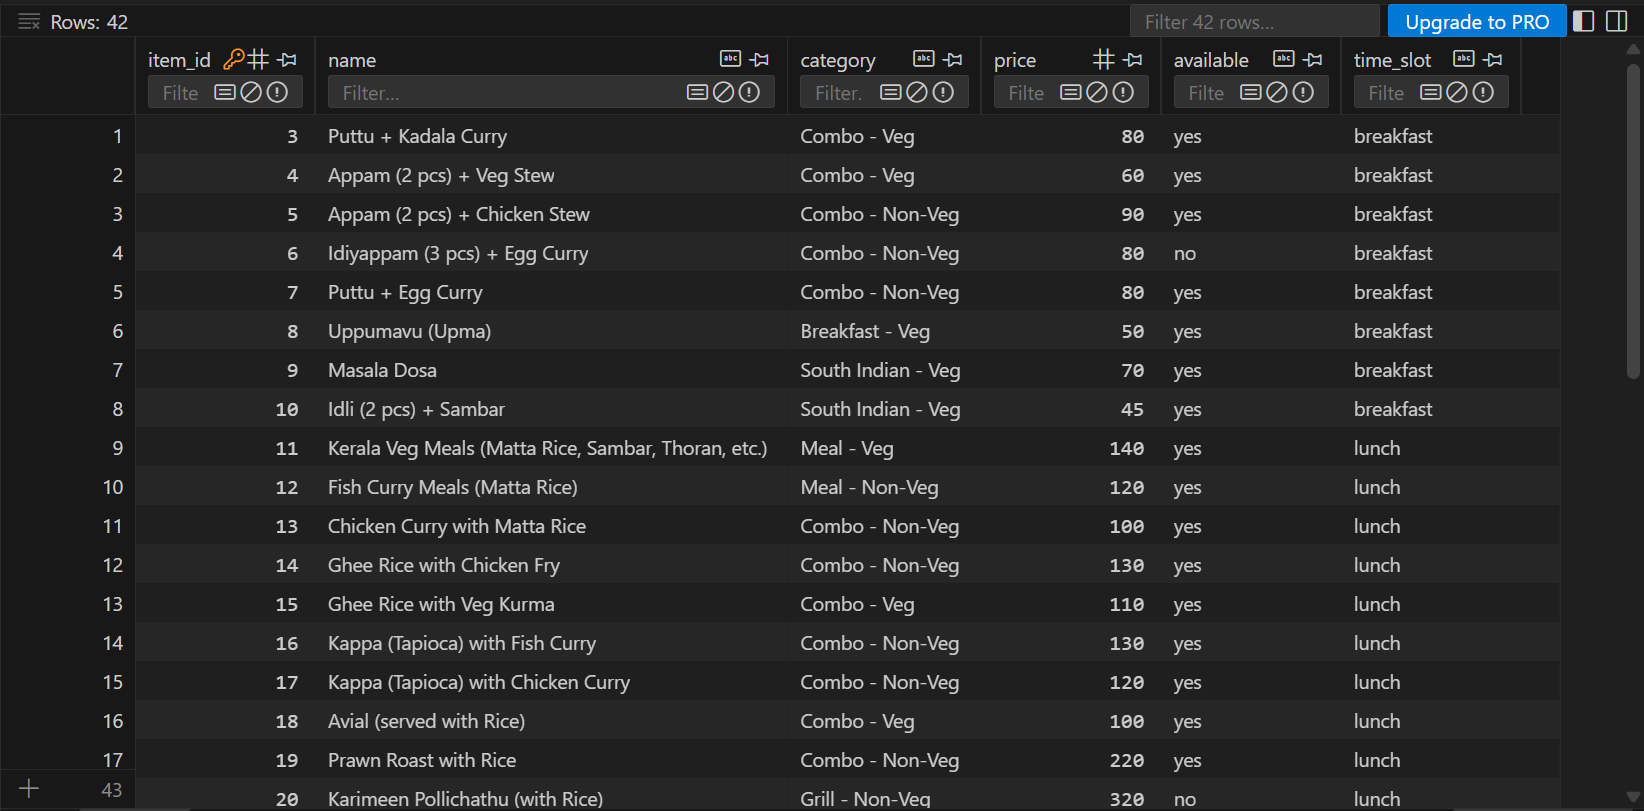 Rows: 42 Filter 42 rows... Upgrade to PRO
item_id name abc category abc price available abc time_slot abc
Filte Filter... Filter. Filte Filte Filte
1 3 Puttu + Kadala Curry Combo - Veg 80 yes breakfast
2 4 Appam (2 pcs) + Veg Stew Combo - Veg 60 yes breakfast
3 5 Appam (2 pcs) + Chicken Stew Combo - Non-Veg 90 yes breakfast
4 6 Idiyappam (3 pcs) + Egg Curry Combo - Non-Veg 80 no breakfast
5 7 Puttu + Egg Curry Combo - Non-Veg 80 yes breakfast
6 8 Uppumavu (Upma) Breakfast - Veg 50 yes breakfast
7 9 Masala Dosa South Indian - Veg 70 yes breakfast
8 10 Idli (2 pcs) + Sambar South Indian - Veg 45 yes breakfast
9 11 Kerala Veg Meals (Matta Rice, Sambar, Thoran, etc.) Meal - Veg 140 yes lunch
10 12 Fish Curry Meals (Matta Rice) Meal - Non-Veg 120 yes lunch
11 13 Chicken Curry with Matta Rice Combo - Non-Veg 100 yes lunch
12 14 Ghee Rice with Chicken Fry Combo - Non-Veg 130 yes lunch
13 15 Ghee Rice with Veg Kurma Combo - Veg 110 yes lunch
14 16 Kappa (Tapioca) with Fish Curry Combo - Non-Veg 130 yes lunch
15 17 Kappa (Tapioca) with Chicken Curry Combo - Non-Veg 120 yes lunch
16 18 Avial (served with Rice) Combo - Veg 100 yes lunch
17 19 Prawn Roast with Rice Combo - Non-Veg 220 yes lunch
43 20 Karimeen Pollichathu (with Rice) Grill - Non-Veg 320 no lunch